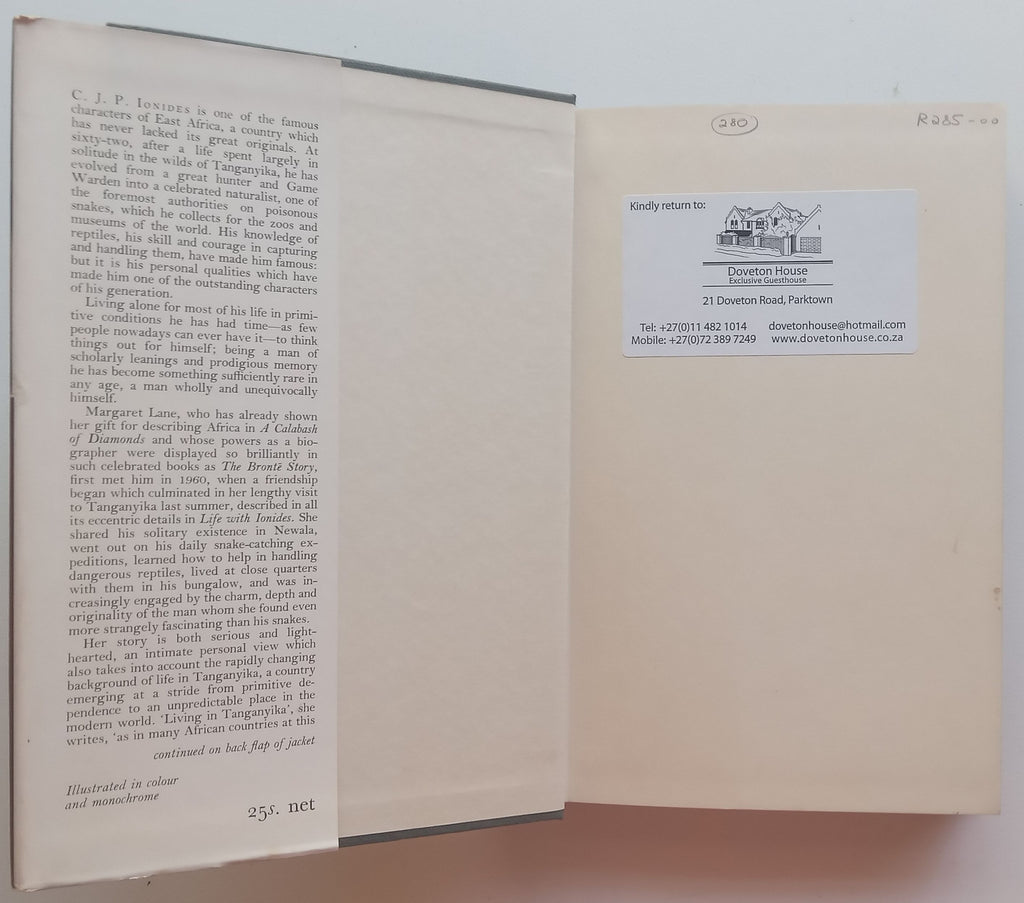 C. J. P. IONIDES is one of the famous
characters of East Africa, a country which
has never lacked its great originals. At
sixty-two, after a life spent largely in
solitude in the wilds of Tanganyika, he has
evolved from a great hunter and Game
Warden into a celebrated naturalist, one of
the foremost authorities on poisonous
snakes, which he collects for the zoos and
museums of the world. His knowledge of
reptiles, his skill and courage in capturing
and handling them, have made him famous:
but it is his personal qualities which have
made him one of the outstanding characters
of his generation.
Living alone for most of his life in primi-
tive conditions he has had time—as few
people nowadays can ever have it—to think
things out for himself; being a man of
scholarly leanings and prodigious memory
he has become something sufficiently rare in
any age, a man wholly and unequivocally
himself.
Margaret Lane, who has already shown
her gift for describing Africa in A Calabash
of Diamonds and whose powers as a bio-
grapher were displayed so brilliantly in
such celebrated books as The Brontë Story,
first met him in 1960, when a friendship
began which culminated in her lengthy visit
to Tanganyika last summer, described in all
its eccentric details in Life with Ionides. She
shared his solitary existence in Newala,
went out on his daily snake-catching ex-
peditions, learned how to help in handling
dangerous reptiles, lived at close quarters
with them in his bungalow, and was in-
creasingly engaged by the charm, depth and
originality of the man whom she found even
more strangely fascinating than his snakes.
Her story is both serious and light-
hearted, an intimate personal view which
also takes into account the rapidly changing
background of life in Tanganyika, a country
emerging at a stride from primitive de-
pendence to an unpredictable place in the
modern world. 'Living in Tanganyika', she
writes, 'as in many African countries at this
continued on back flap of jacket
Illustrated in colour
and monochrome
25s. net
280
R285-00
Kindly return to:
Doveton House
Exclusive Guesthouse
21 Doveton Road, Parktown
Tel: +27(0)11 482 1014 dovetonhouse@hotmail.com
Mobile: +27(0)72 389 7249 www.dovetonhouse.co.za